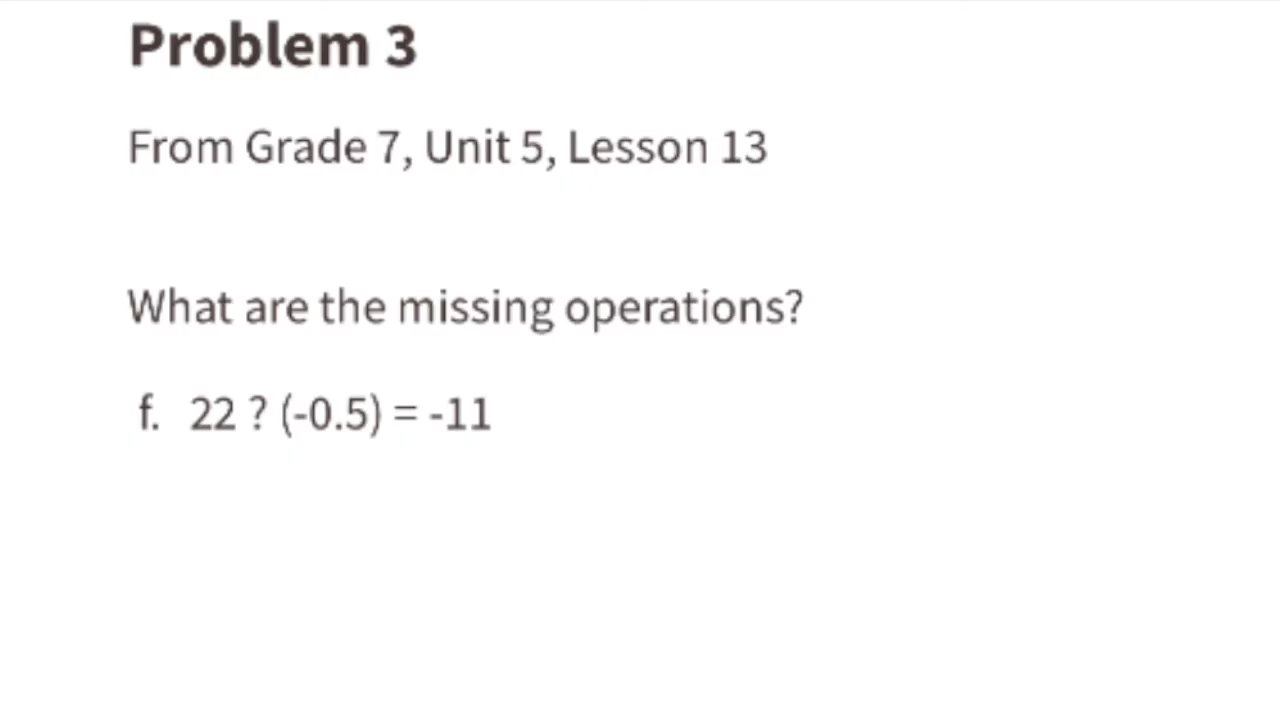 Problem 3
From Grade 7, Unit 5, Lesson 13
What are the missing operations?
f. 22 ? (-0.5) = -11